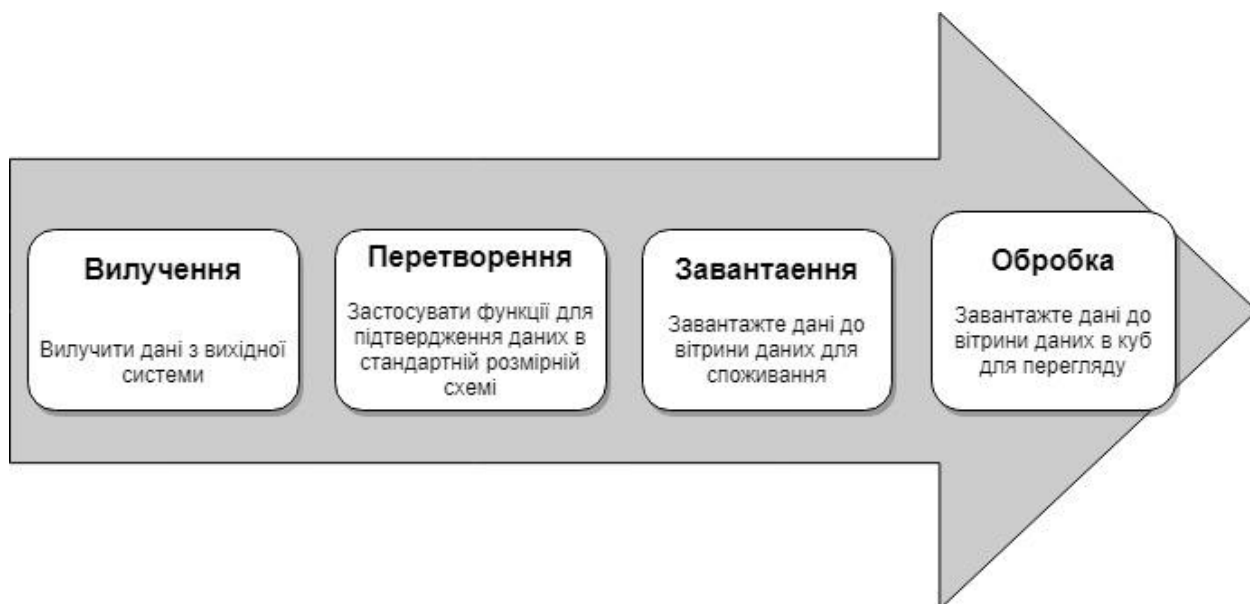 Вилучення
Вилучити дані з вихідної
системи
Перетворення
Застосувати функції для
підтвердження даних в
стандартній розмірній
схемі
Завантаення
Завантажте дані до
вітрини даних для
споживання
Обробка
Завантажте дані до
вітрини даних в куб
для перегляду